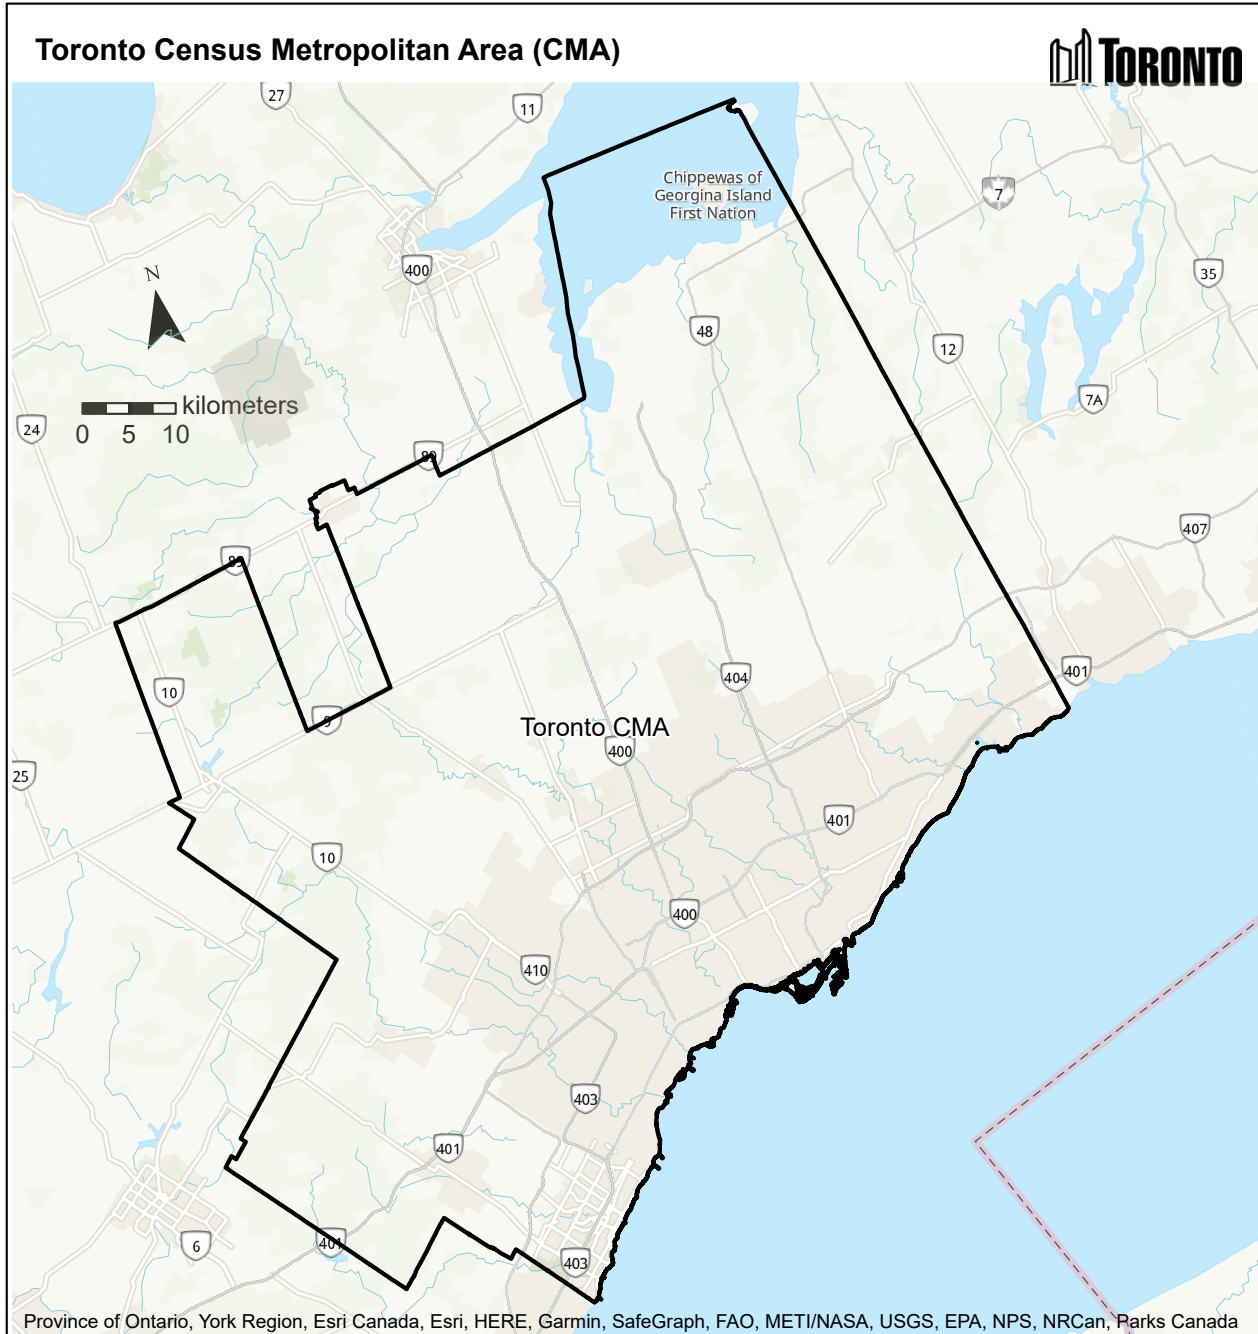 Toronto Census Metropolitan Area (CMA)
TORONTO
27
11
Chippewas of
Georgina Island
First Nation
7
400
35
N
48
12
kilometers
0 5 10
7A
24
89
407
89
401
404
10
9
Toronto CMA
400
25
401
10
400
410
403
401
6
401
403
Province of Ontario, York Region, Esri Canada, Esri, HERE, Garmin, SafeGraph, FAO, METI/NASA, USGS, EPA, NPS, NRCan, Parks Canada